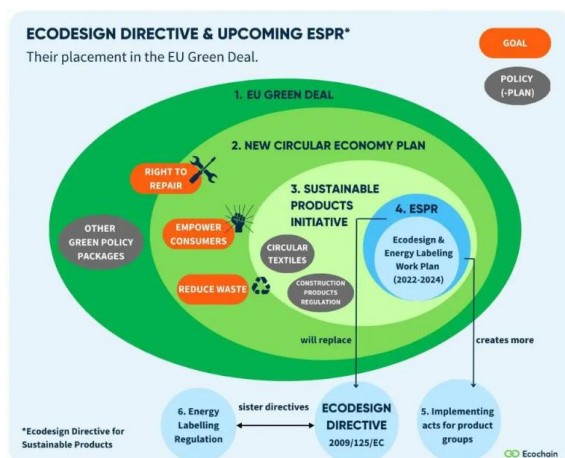 ECODESIGN DIRECTIVE & UPCOMING ESPR*
Their placement in the EU Green Deal.
GOAL
POLICY
(-PLAN)
1. EU GREEN DEAL
2. NEW CIRCULAR ECONOMY PLAN
RIGHT TO
REPAIR
3. SUSTAINABLE
PRODUCTS
INITIATIVE
4. ESPR
Ecodesign &
Energy Labeling
Work Plan
(2022-2024)
OTHER
GREEN POLICY
PACKAGES
EMPOWER
CONSUMERS
CIRCULAR
TEXTILES
REDUCE WASTE
CONSTRUCTION
PRODUCTS
REGULATION
will replace
creates more
6. Energy
Labelling
Regulation
sister directives
ECODESIGN
DIRECTIVE
2009/125/EC
5. Implementing
acts for product
groups
*Ecodesign Directive for
Sustainable Products
Ecochain